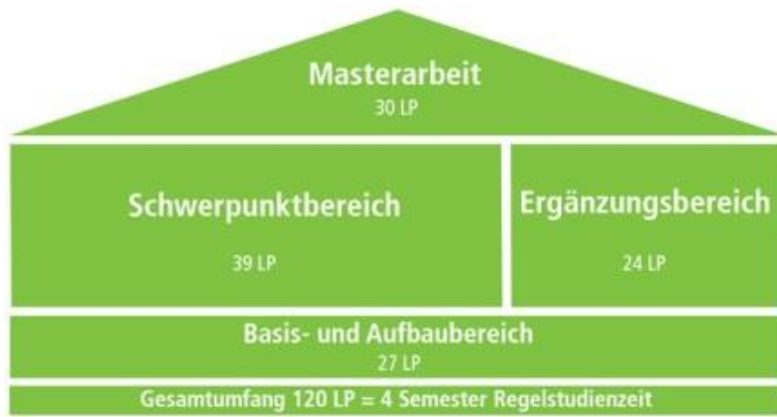 Masterarbeit
30 LP
Schwerpunktbereich
39 LP
Ergänzungsbereich
24 LP
Basis- und Aufbaubereich
27 LP
Gesamtumfang 120 LP = 4 Semester Regelstudienzeit